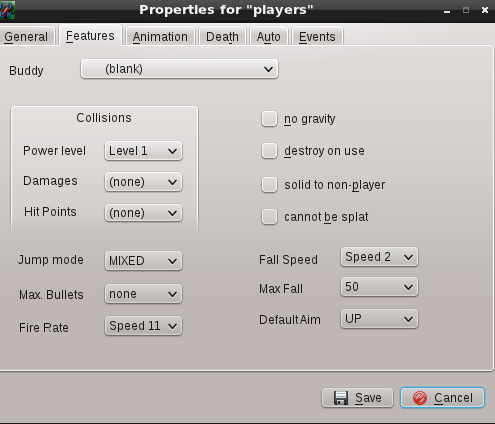 Properties for "players"
General Features Animation Death Auto Events
Buddy (blank)
Collisions
Power level Level 1
Damages (none)
Hit Points (none)
no gravity
destroy on use
solid to non-player
cannot be splat
Jump mode MIXED
Max. Bullets none
Fire Rate Speed 11
Fall Speed Speed 2
Max Fall 50
Default Aim UP
Save Cancel